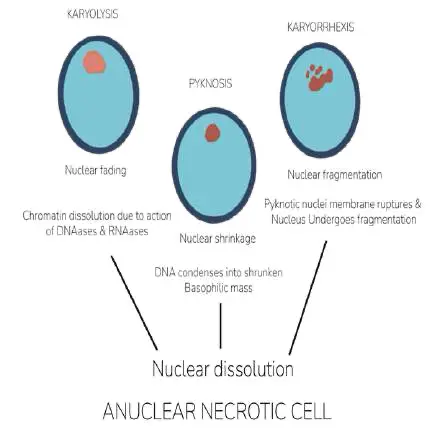 KARYOLYSIS
Nuclear fading
Chromatin dissolution due to action
of DNAases & RNAases
PYKNOSIS
Nuclear shrinkage
DNA condenses into shrunken
Basophilic mass
KARYORRHEXIS
Nuclear fragmentation
Pyknotic nuclei membrane ruptures &
Nucleus Undergoes fragmentation
Nuclear dissolution
ANUCLEAR NECROTIC CELL